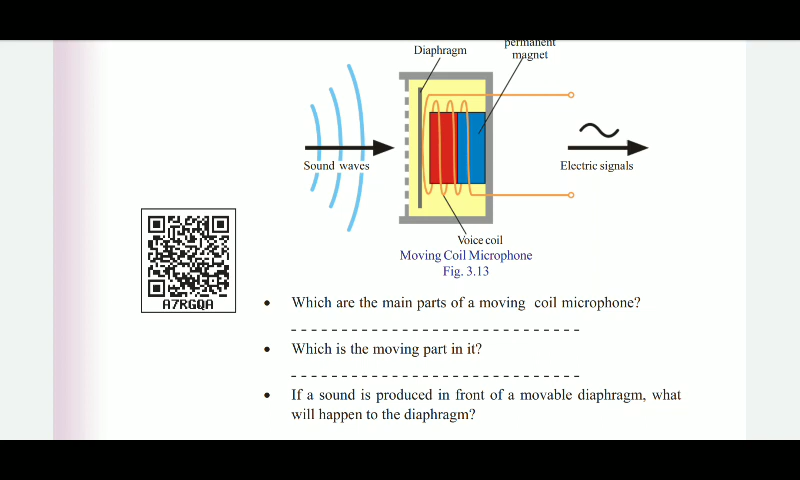 Diaphragm
permanent
magnet
Sound waves
Electric signals
Voice coil
Moving Coil Microphone
Fig. 3.13
A7RGQA
• Which are the main parts of a moving coil microphone?
• Which is the moving part in it?
• If a sound is produced in front of a movable diaphragm, what
will happen to the diaphragm?